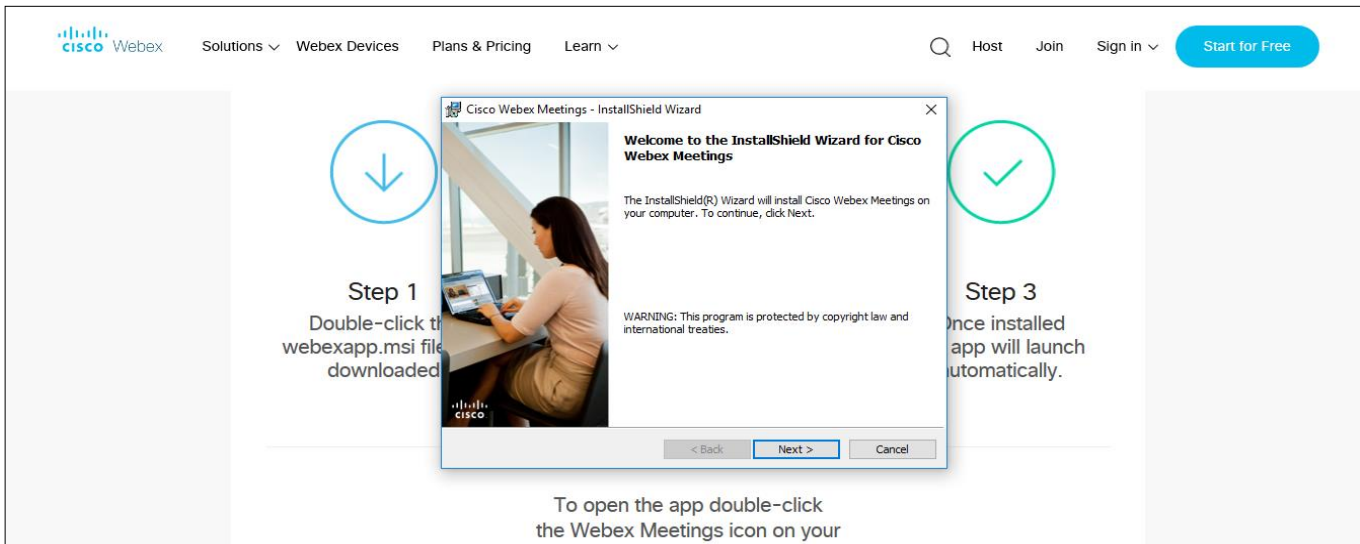 CISCO Webex Solutions Webex Devices Plans & Pricing Learn Host Join Sign in Start for Free
Cisco Webex Meetings - InstallShield Wizard
Welcome to the InstallShield Wizard for Cisco
Webex Meetings
The InstallShield(R) Wizard will install Cisco Webex Meetings on
your computer. To continue, click Next.
WARNING: This program is protected by copyright law and
international treaties.
CISCO
< Back Next > Cancel
Step 1
Double-click
webexapp.msi
downloaded
Step 3
installed
app will launch
To open the app double-click
the Webex Meetings icon on your